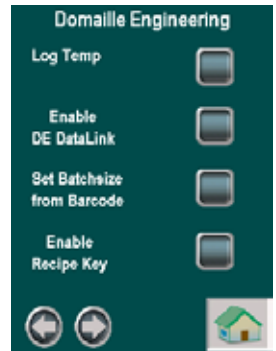 Domaille Engineering
Log Temp
Enable
DE DataLink
Set Batchsize
from Barcode
Enable
Recipe Key